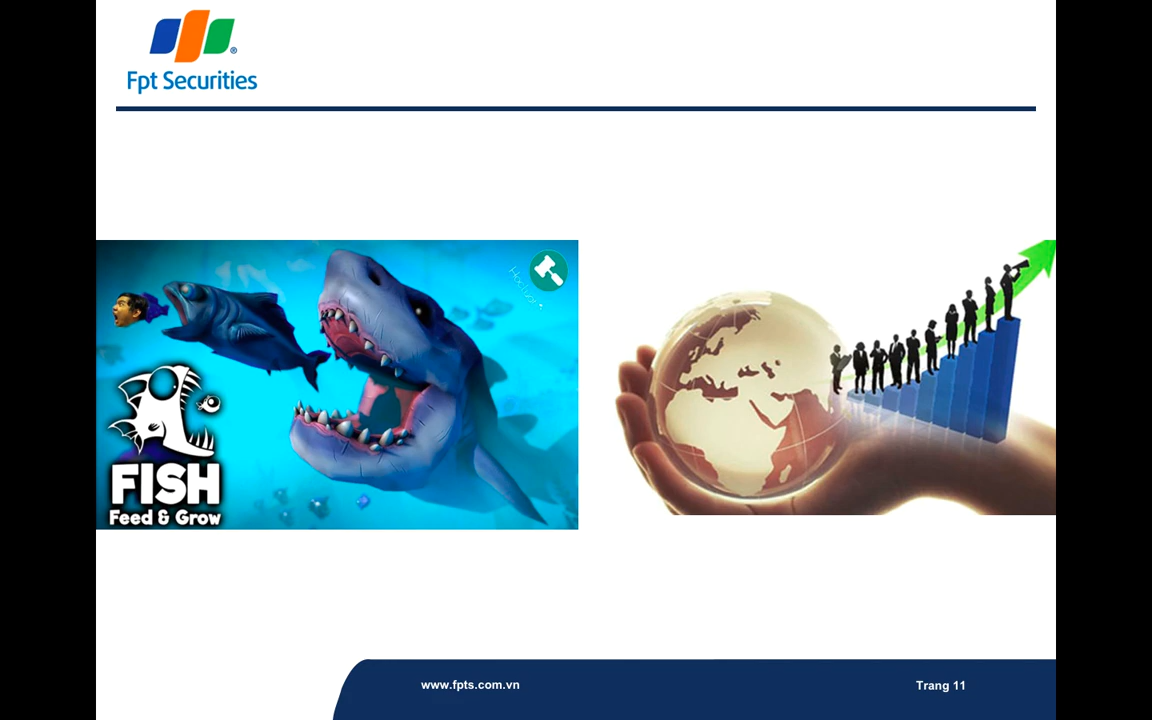 Fpt Securities
FISH
Feed & Grow
www.fpts.com.vn
Trang 11